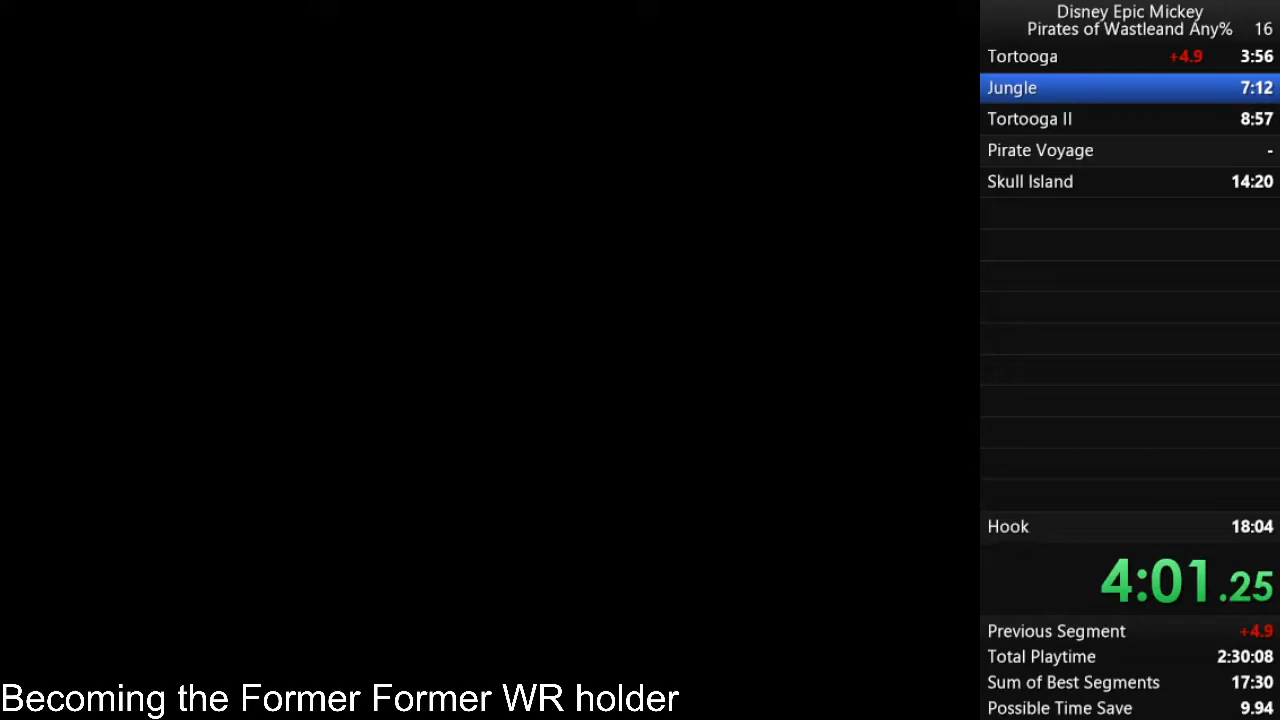 Disney Epic Mickey
Pirates of Wastleand Any% 16
Tortooga +4.9 3:56
Jungle 7:12
Tortooga II 8:57
Pirate Voyage -
Skull Island 14:20
Hook 18:04
4:01.25
Previous Segment +4.9
Total Playtime 2:30:08
Sum of Best Segments 17:30
Possible Time Save 9.94
Becoming the Former Former WR holder